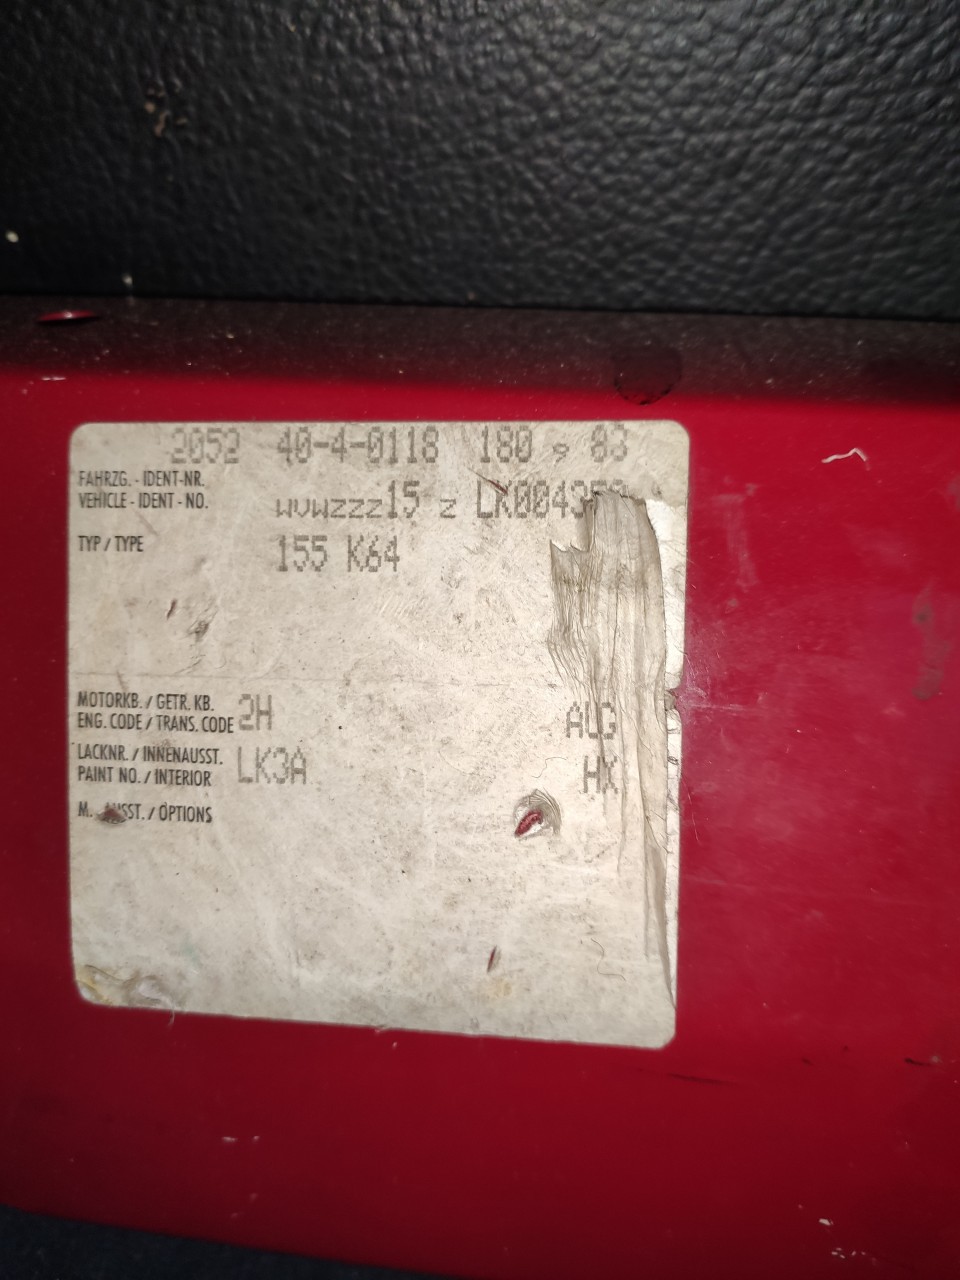 2052 40-4-0118 180 9 83
FAHRZG. - IDENT-NR.
VEHICLE - IDENT - NO. WVWZZZ15 Z
TYP / TYPE 155 K64
MOTORKB. / GETR. KB.
ENG. CODE / TRANS. CODE 2H ALG
LACKNR. / INNENAUSST.
PAINT NO. / INTERIOR LK3A HX
M. / OPTIONS